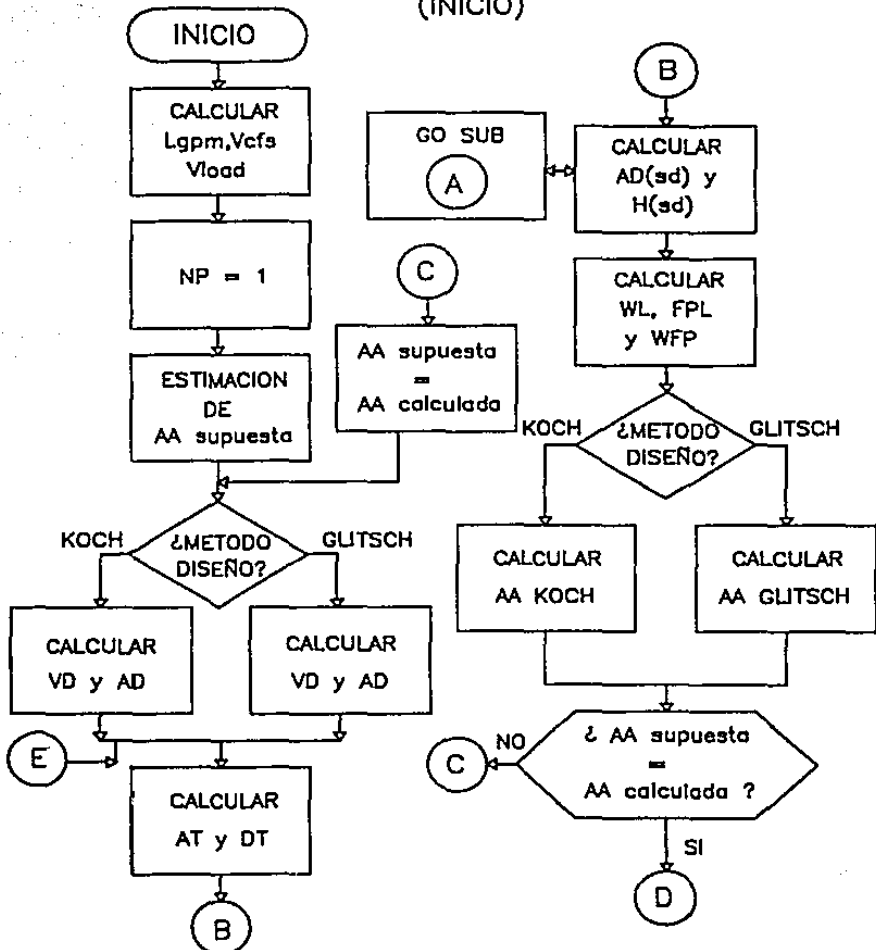 (INICIO)
INICIO
CALCULAR
Lgpm,Vcfs
Vload
NP = 1
ESTIMACION
DE
AA supuesta
C
AA supuesta
=
AA calculada
¿METODO
DISEÑO?
KOCH
GLITSCH
CALCULAR
VD y AD
CALCULAR
VD y AD
E
CALCULAR
AT y DT
B
B
GO SUB
A
CALCULAR
AD(sd) y
H(sd)
CALCULAR
WL, FPL
y WFP
¿METODO
DISEÑO?
KOCH
GLITSCH
CALCULAR
AA KOCH
CALCULAR
AA GLITSCH
¿ AA supuesta
=
AA calculada ?
NO
C
SI
D